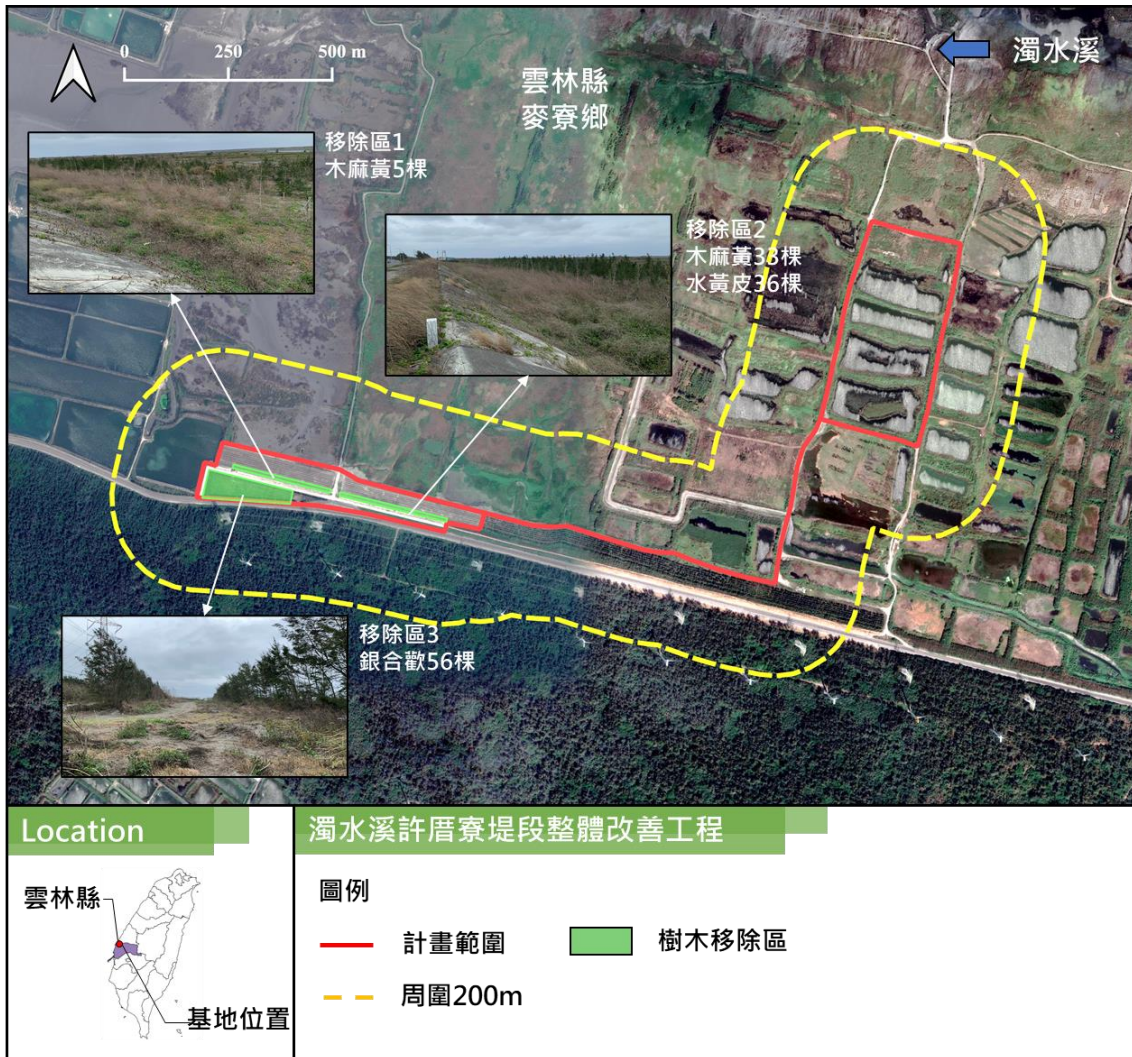 0 250 500 m
濁水溪
雲林縣
麥寮鄉
移除區1
木麻黃5棵
移除區2
木麻黃33棵
水黃皮36棵
移除區3
銀合歡56棵
Location
雲林縣
基地位置
濁水溪許厝寮堤段整體改善工程
圖例
計畫範圍
樹木移除區
周圍200m